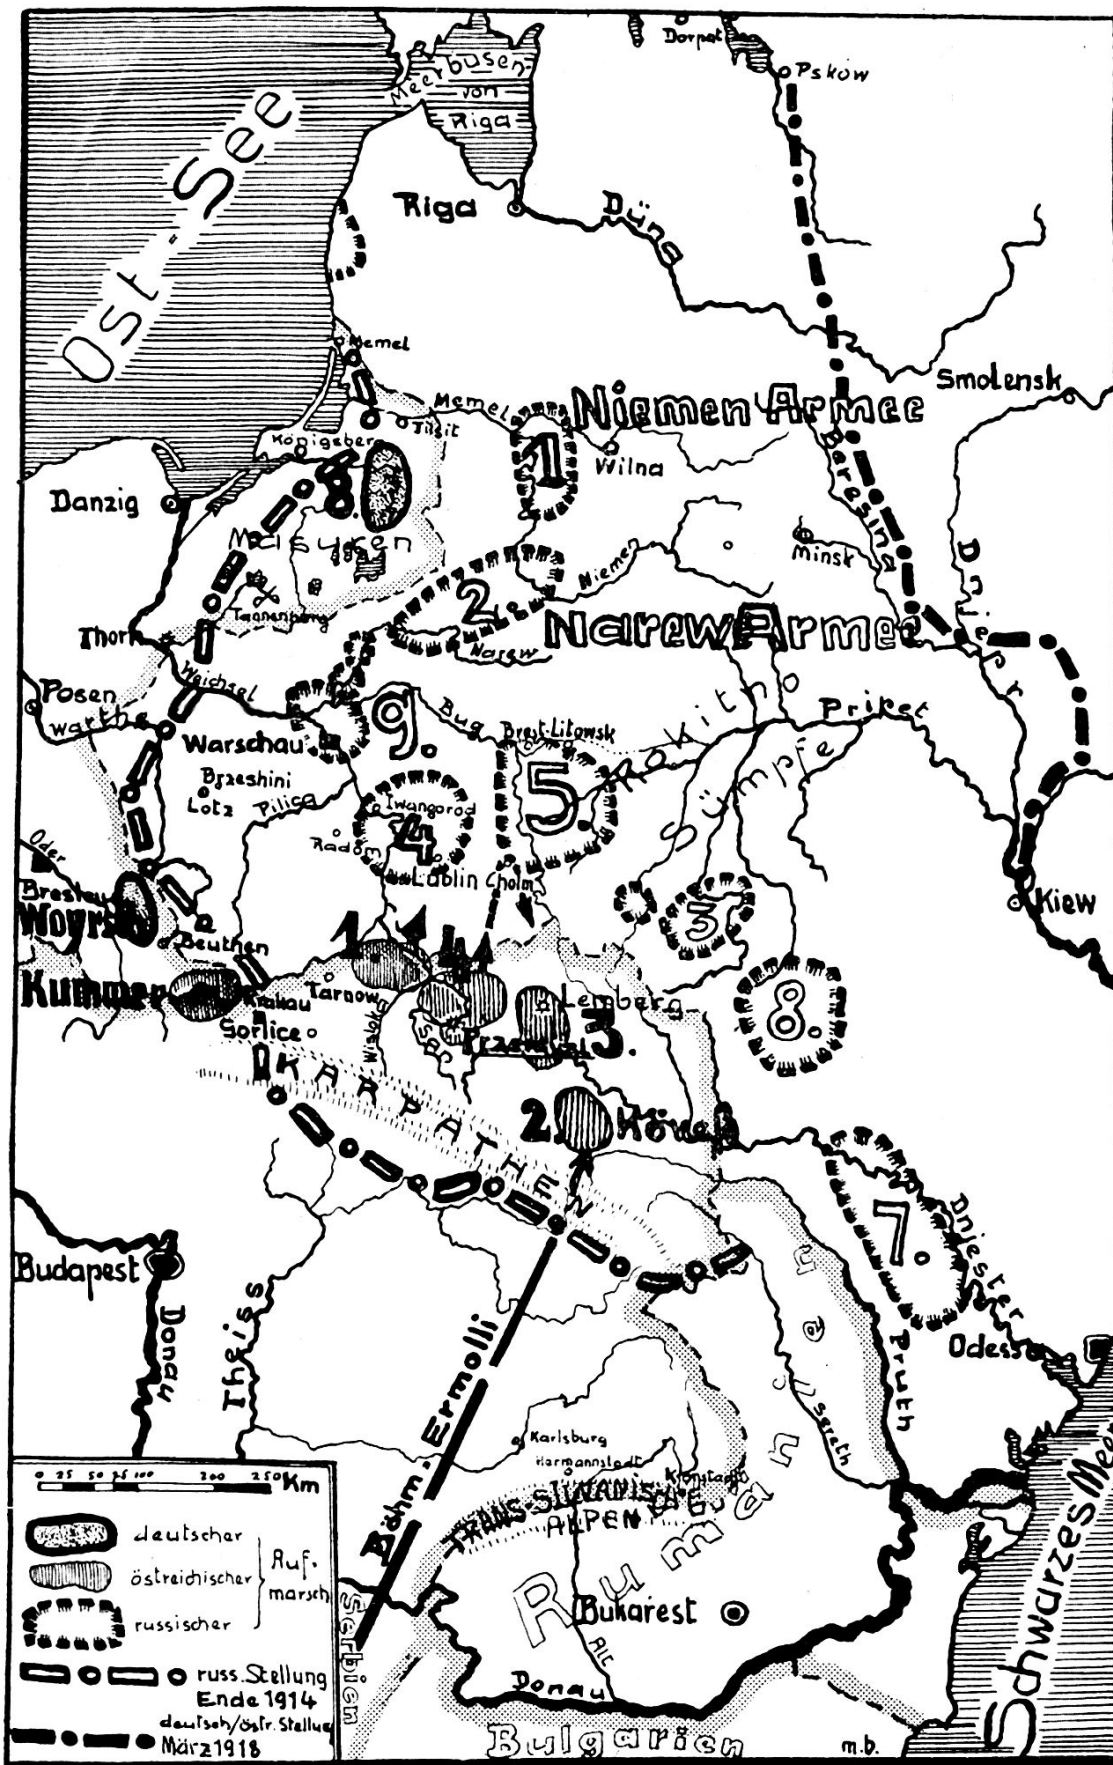 Dorpat
Pskow
Meerbusen
von
Riga
Ost-See
Riga
Düna
Memel
Smolensk
Memel
Niemen Armee
Tilsit
Königsberg
1
Wilna
Beresina
8.
Danzig
Masuren
Minsk
Dnjepr
2.
Niemen
Tannenberg
Narew Armee
Thorn
Narew
Weichsel
Posen
Warthe
9.
Bug
Rokitno
Pripet
Warschau
Brest-Litowsk
Sümpfe
Brzeshini
Lotz
Pilica
5.
Iwangorod
4.
Radom
Oder
Lublin
Cholm
Breslau
Woyrsch
Kiew
5
Beuthen
1
4
Kummer
Krakau
Tarnow
Lemberg
8.
Gorlice
Wisloka
San
Przemysl
3.
KARPATHEN
2.
Kövess
7.
Dnjester
Budapest
Donau
Theiss
Odessa
Pruth
Böhm-Ermolli
Sereth
Karlsburg
Hermannstadt
Kronstadt
TRANS-SILVANISCHE
ALPEN
Rumänien
Bukarest
Alt
Serbien
Donau
Bulgarien
Schwarzes Meer
m.b.
0 25 50 75 100 200 250 Km
deutscher
östreichischer
russischer
Auf-
marsch
russ. Stellung
Ende 1914
deutsch/östr. Stellung
März 1918